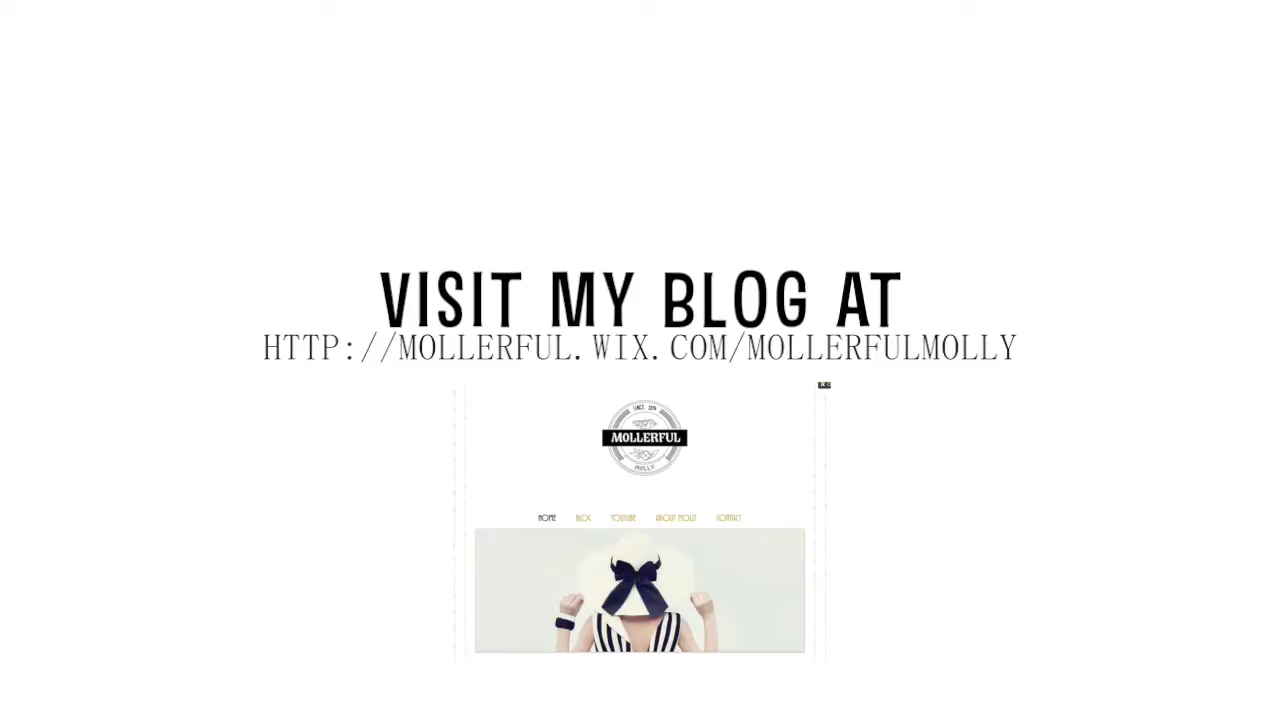 VISIT MY BLOG AT
HTTP://MOLLERFUL.WIX.COM/MOLLERFULMOLLY
MOLLERFUL
MOLLY
HOME BLOG YOUTUBE ABOUT MOLLY CONTACT